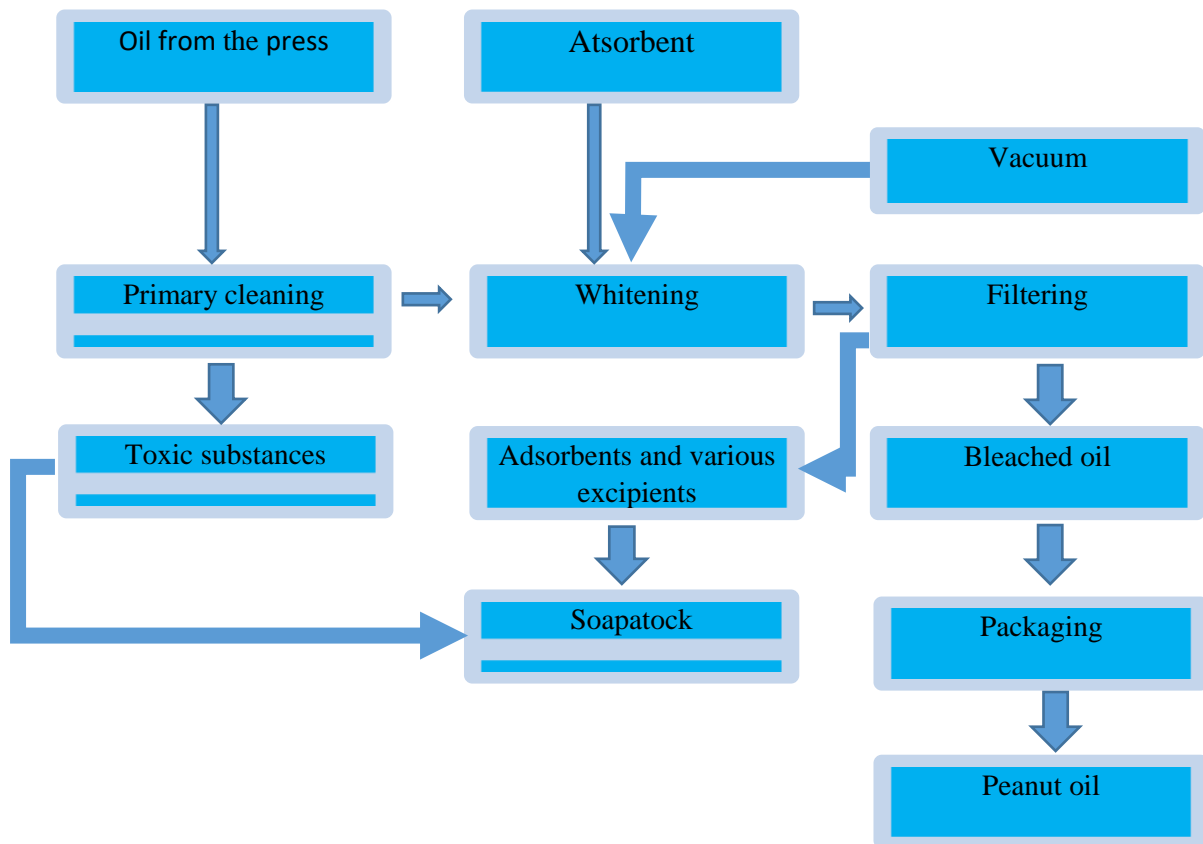 Oil from the press
Atsorbent
Vacuum
Primary cleaning
Whitening
Filtering
Toxic substances
Adsorbents and various
excipients
Bleached oil
Soapatock
Packaging
Peanut oil